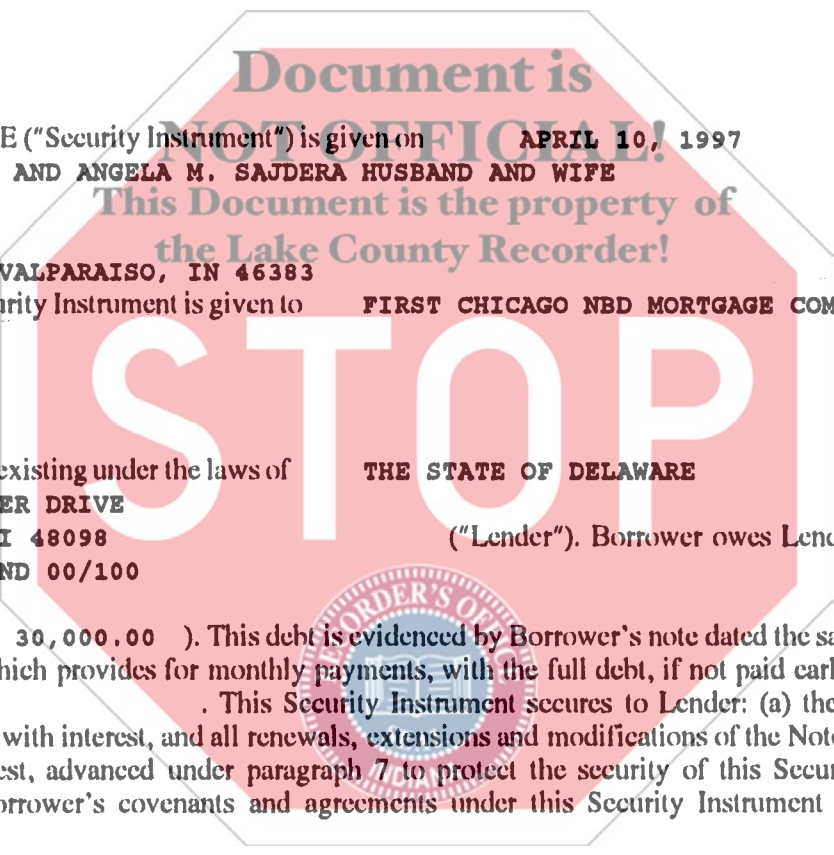 Document is
E ("Security Instrument") is given on APRIL 10, 1997
NOT OFFICIAL!
AND ANGELA M. SAJDERA HUSBAND AND WIFE
This Document is the property of
the Lake County Recorder!
VALPARAISO, IN 46383
urity Instrument is given to FIRST CHICAGO NBD MORTGAGE COM
STOP
existing under the laws of THE STATE OF DELAWARE
ER DRIVE
I 48098 ("Lender"). Borrower owes Lend
ND 00/100
RECORDER'S OFFICE
30,000.00 ). This debt is evidenced by Borrower's note dated the sa
hich provides for monthly payments, with the full debt, if not paid earl
. This Security Instrument secures to Lender: (a) the
with interest, and all renewals, extensions and modifications of the Note
est, advanced under paragraph 7 to protect the security of this Secur
INDIANA
orrower's covenants and agreements under this Security Instrument